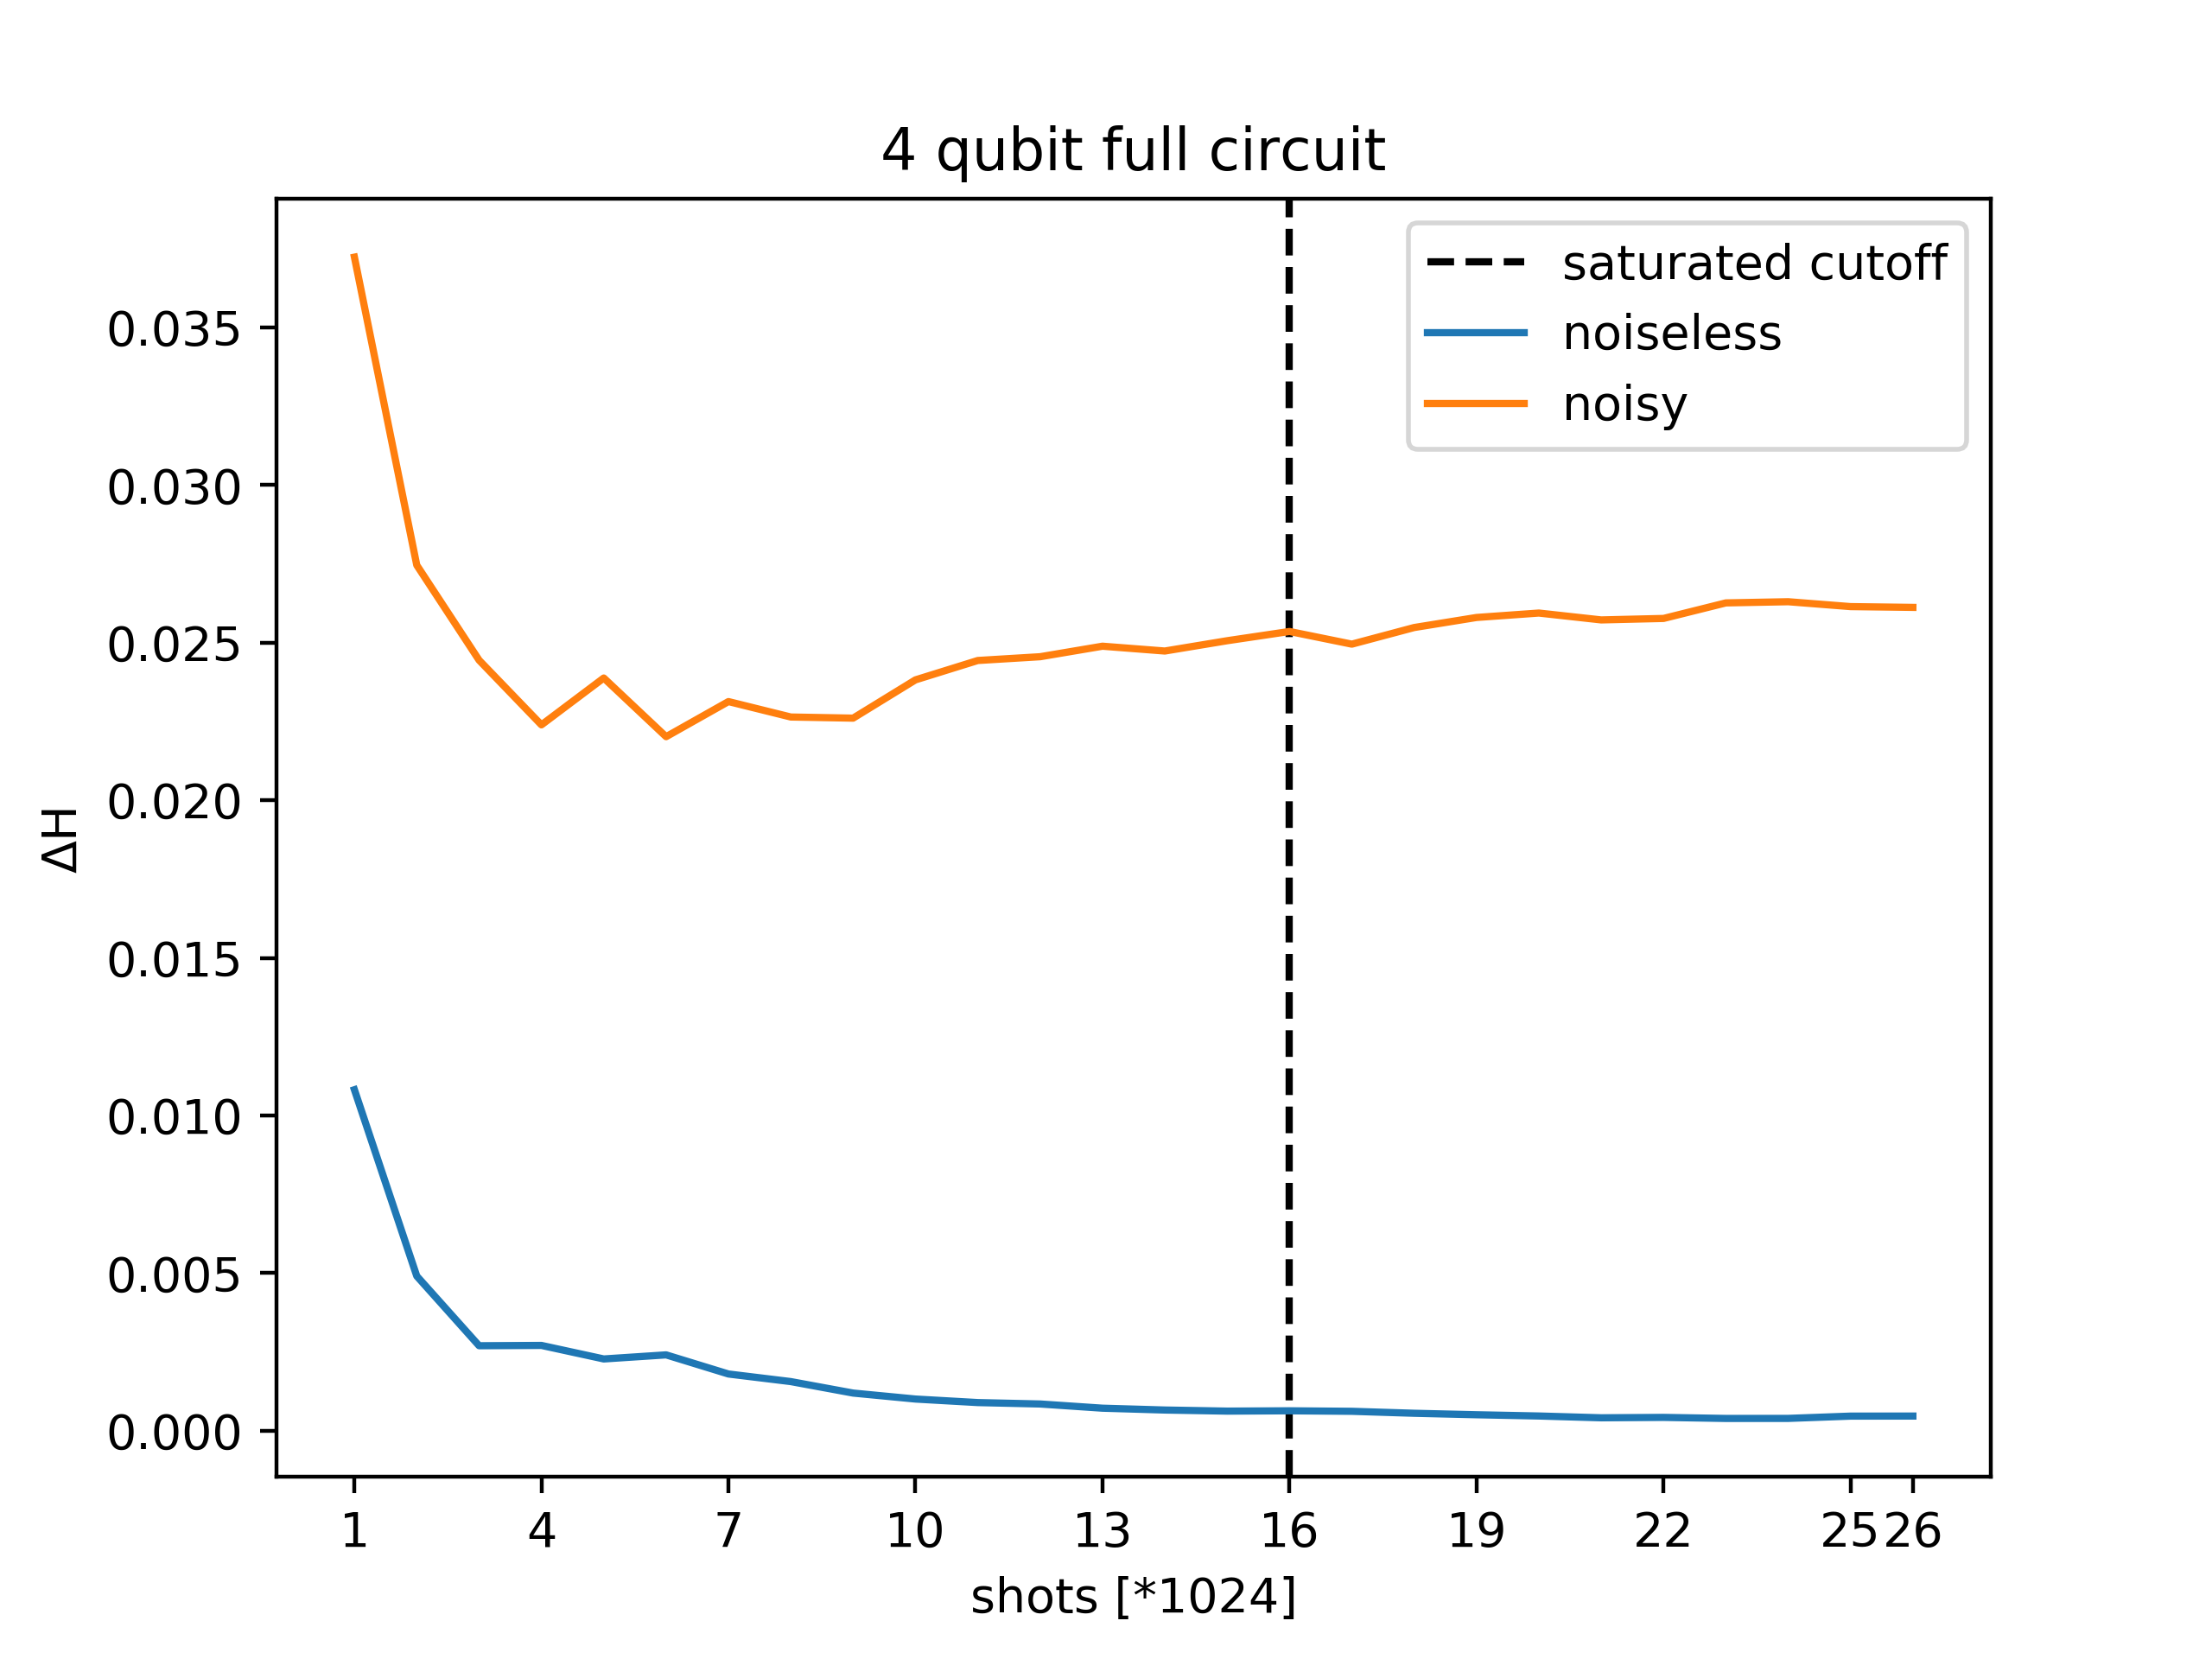 4 qubit full circuit
saturated cutoff
noiseless
noisy
0.035
0.030
0.025
0.020
0.015
0.010
0.005
0.000
ΔH
1 4 7 10 13 16 19 22 25 26
shots [*1024]